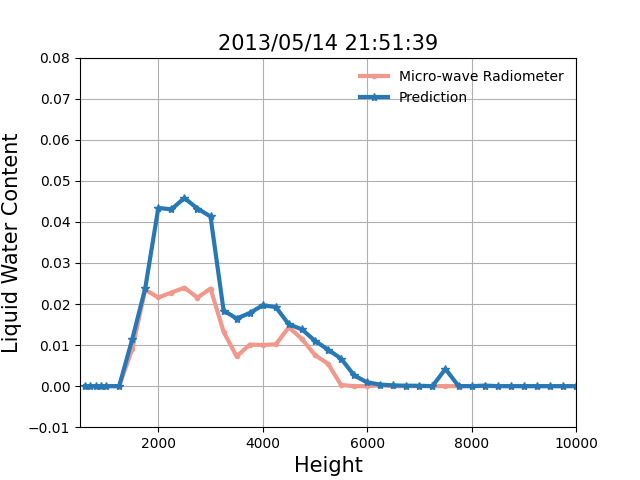 2013/05/14 21:51:39
Micro-wave Radiometer
Prediction
Liquid Water Content
0.08
0.07
0.06
0.05
0.04
0.03
0.02
0.01
0.00
−0.01
2000 4000 6000 8000 10000
Height